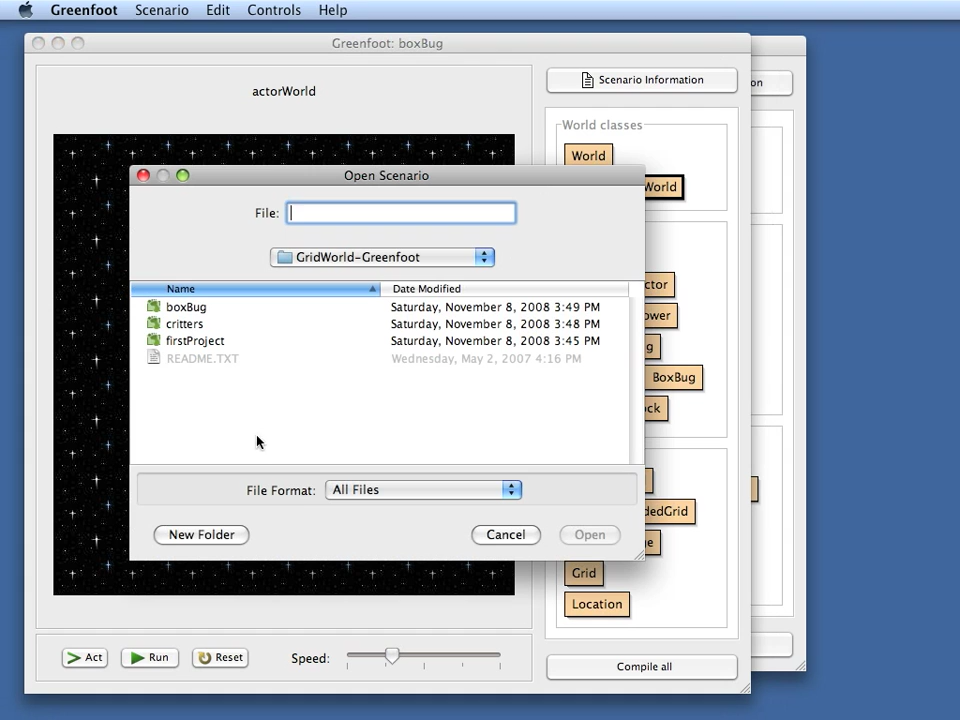 Greenfoot Scenario Edit Controls Help
Greenfoot: boxBug
actorWorld
Scenario Information
on
World classes
World
World
Open Scenario
File:
GridWorld-Greenfoot
Name Date Modified
boxBug Saturday, November 8, 2008 3:49 PM
critters Saturday, November 8, 2008 3:48 PM
firstProject Saturday, November 8, 2008 3:45 PM
README.TXT Wednesday, May 2, 2007 4:16 PM
File Format: All Files
New Folder Cancel Open
ctor
ower
g
BoxBug
ck
dedGrid
e
Grid
Location
Act Run Reset Speed:
Compile all